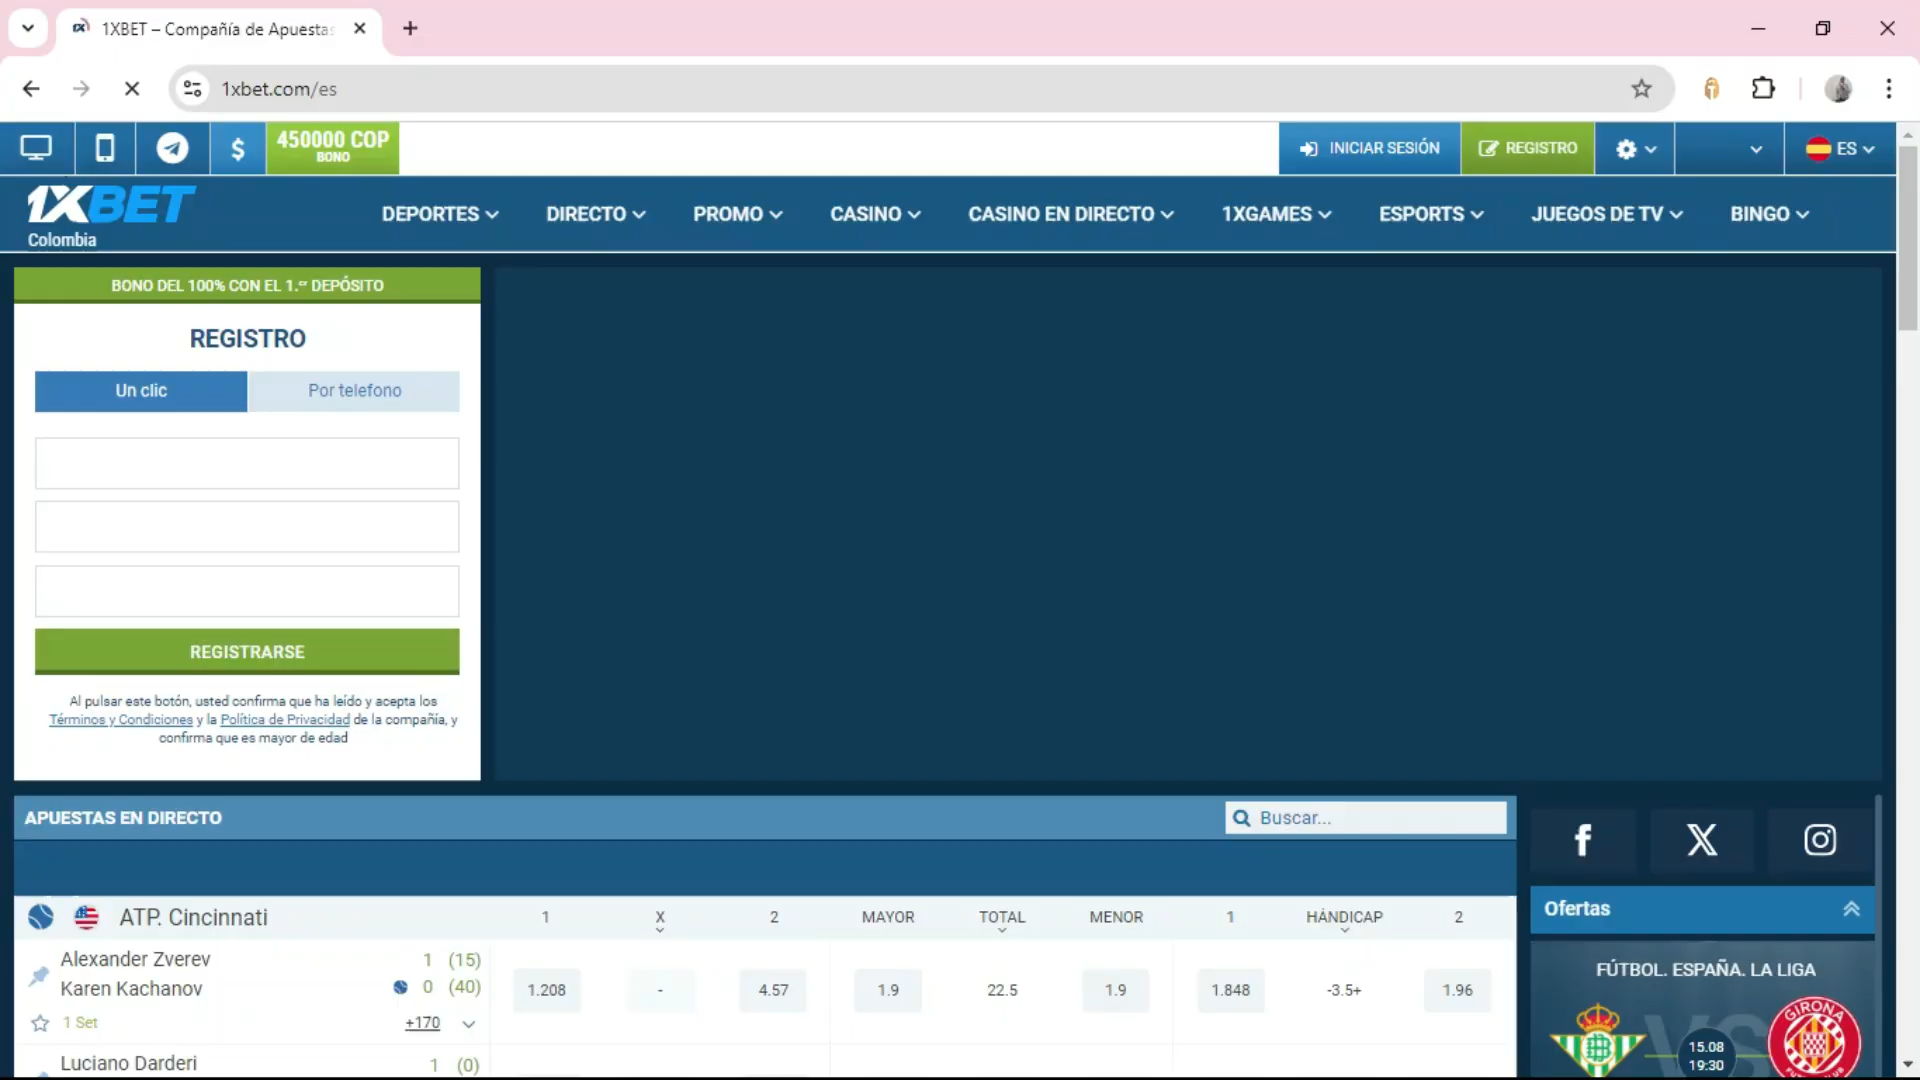 1XBET – Compañía de Apuestas
1xbet.com/es
450000 COP
BONO
INICIAR SESIÓN
REGISTRO
ES
1XBET
Colombia
DEPORTES
DIRECTO
PROMO
CASINO
CASINO EN DIRECTO
1XGAMES
ESPORTS
JUEGOS DE TV
BINGO
BONO DEL 100% CON EL 1.er DEPÓSITO
REGISTRO
Un clic
Por telefono
REGISTRARSE
Al pulsar este botón, usted confirma que ha leído y acepta los
Términos y Condiciones y la Política de Privacidad de la compañía, y
confirma que es mayor de edad
APUESTAS EN DIRECTO
Buscar...
Ofertas
ATP. Cincinnati 1 X 2 MAYOR TOTAL MENOR 1 HÁNDICAP 2
Alexander Zverev 1 (15)
Karen Kachanov 0 (40)
1.208 - 4.57 1.9 22.5 1.9 1.848 -3.5+ 1.96
1 Set +170
Luciano Darderi 1 (0)
FÚTBOL. ESPAÑA. LA LIGA
VS
GIRONA
15.08
19:30